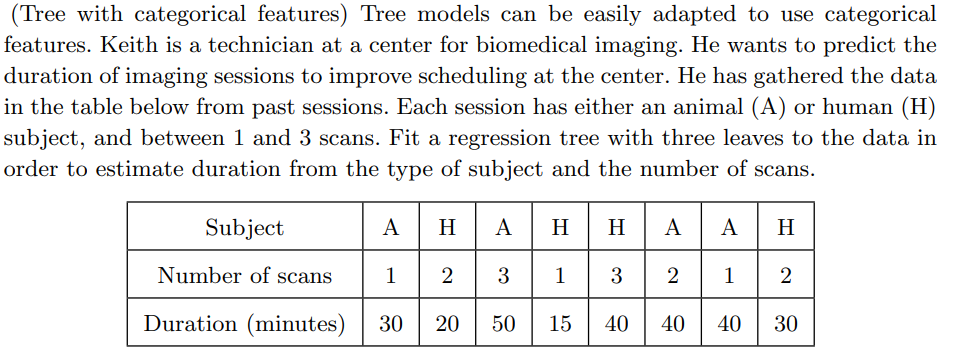 (Tree with categorical features) Tree models can be easily adapted to use categorical
features. Keith is a technician at a center for biomedical imaging. He wants to predict the
duration of imaging sessions to improve scheduling at the center. He has gathered the data
in the table below from past sessions. Each session has either an animal (A) or human (H)
subject, and between 1 and 3 scans. Fit a regression tree with three leaves to the data in
order to estimate duration from the type of subject and the number of scans.
Subject A H A H H A A H
Number of scans 1 2 3 1 3 2 1 2
Duration (minutes) 30 20 50 15 40 40 40 30